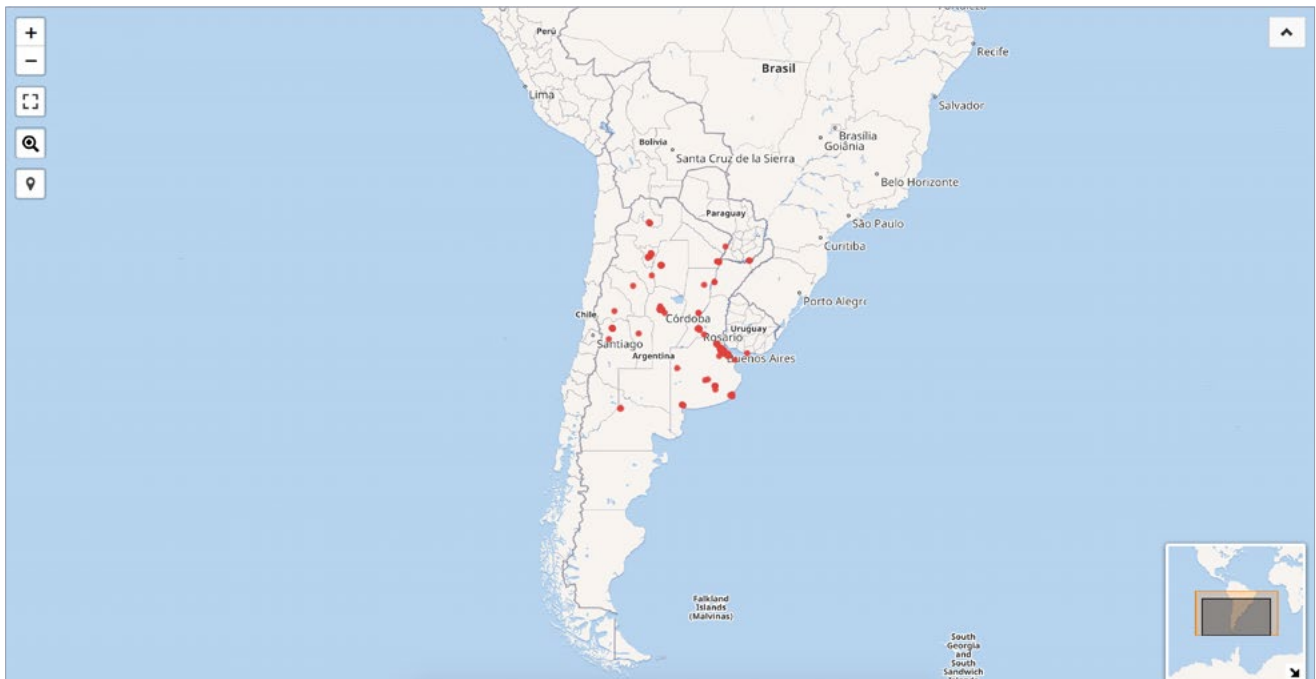 Perú
Recife
Brasil
Lima
Salvador
Brasília
Goiânia
Bolivia
Santa Cruz de la Sierra
Belo Horizonte
Paraguay
São Paulo
Curitiba
Porto Alegre
Chile
Córdoba
Uruguay
Rosario
Santiago
Argentina
Buenos Aires
Falkland
Islands
(Malvinas)
South
Georgia
and
South
Sandwich